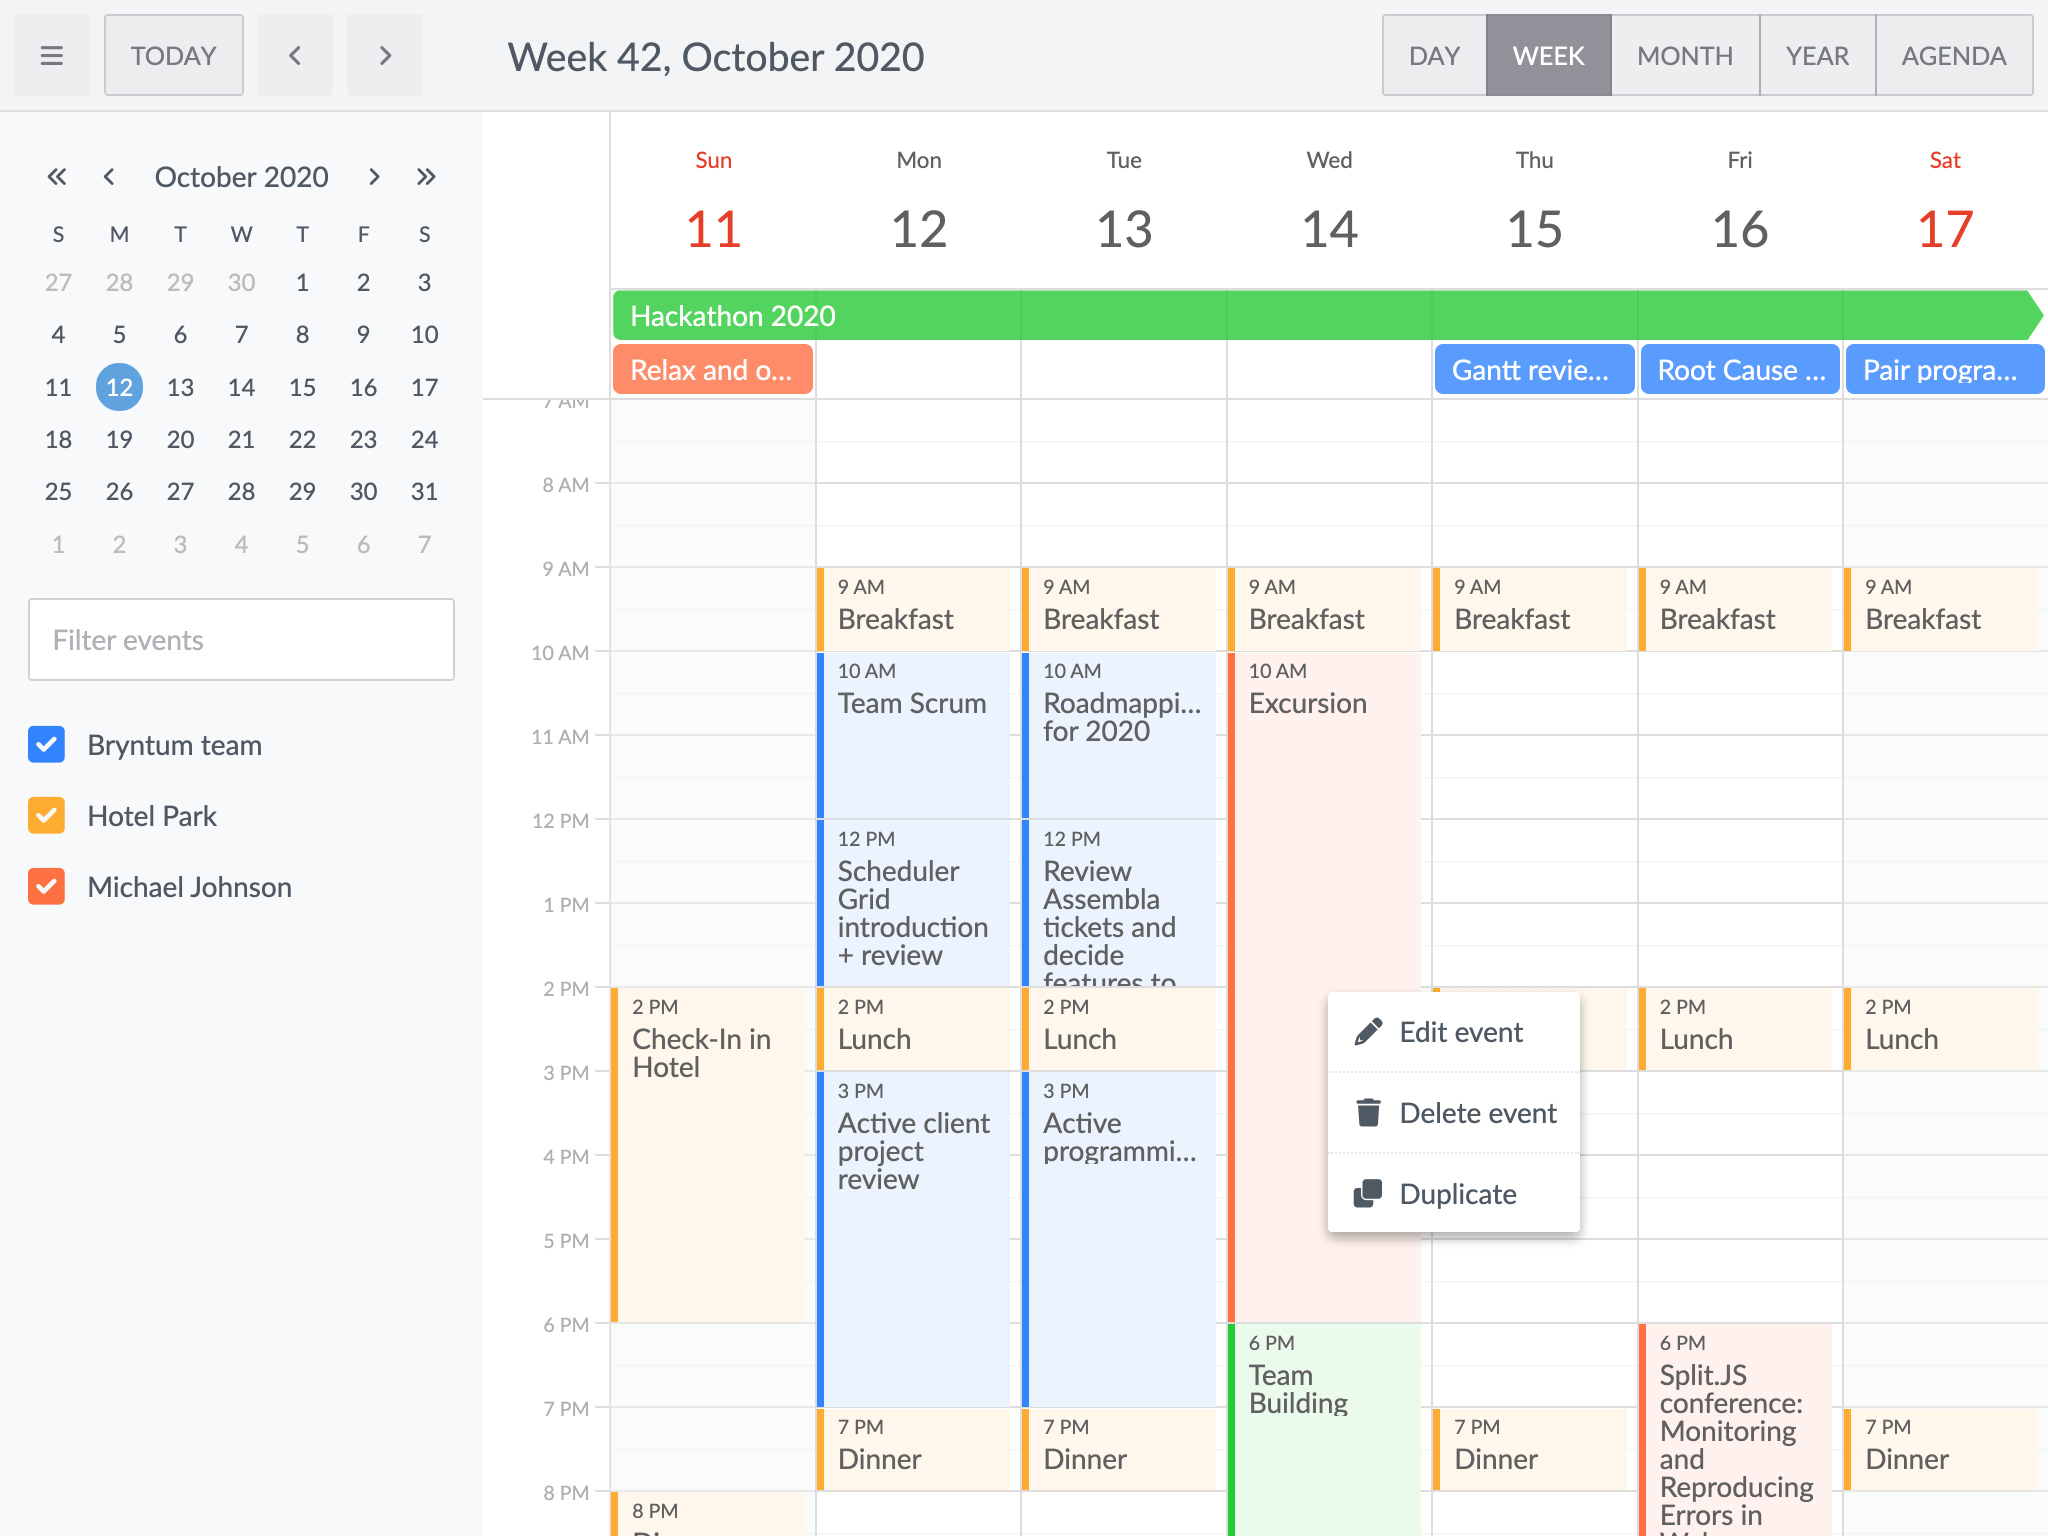 TODAY
Week 42, October 2020
DAY
WEEK
MONTH
YEAR
AGENDA
October 2020
S M T W T F S
27 28 29 30 1 2 3
4 5 6 7 8 9 10
11 12 13 14 15 16 17
18 19 20 21 22 23 24
25 26 27 28 29 30 31
1 2 3 4 5 6 7
Filter events
Bryntum team
Hotel Park
Michael Johnson
Sun Mon Tue Wed Thu Fri Sat
11 12 13 14 15 16 17
Hackathon 2020
Relax and o...
Gantt revie...
Root Cause ...
Pair progra...
7 AM
8 AM
9 AM
10 AM
11 AM
12 PM
1 PM
2 PM
3 PM
4 PM
5 PM
6 PM
7 PM
8 PM
2 PM
Check-In in
Hotel
8 PM
9 AM
Breakfast
10 AM
Team Scrum
12 PM
Scheduler
Grid
introduction
+ review
2 PM
Lunch
3 PM
Active client
project
review
7 PM
Dinner
9 AM
Breakfast
10 AM
Roadmappi...
for 2020
12 PM
Review
Assembla
tickets and
decide
features to
2 PM
Lunch
3 PM
Active
programmi...
7 PM
Dinner
9 AM
Breakfast
10 AM
Excursion
6 PM
Team
Building
Edit event
Delete event
Duplicate
9 AM
Breakfast
7 PM
Dinner
9 AM
Breakfast
2 PM
Lunch
6 PM
Split.JS
conference:
Monitoring
and
Reproducing
Errors in
9 AM
Breakfast
2 PM
Lunch
7 PM
Dinner